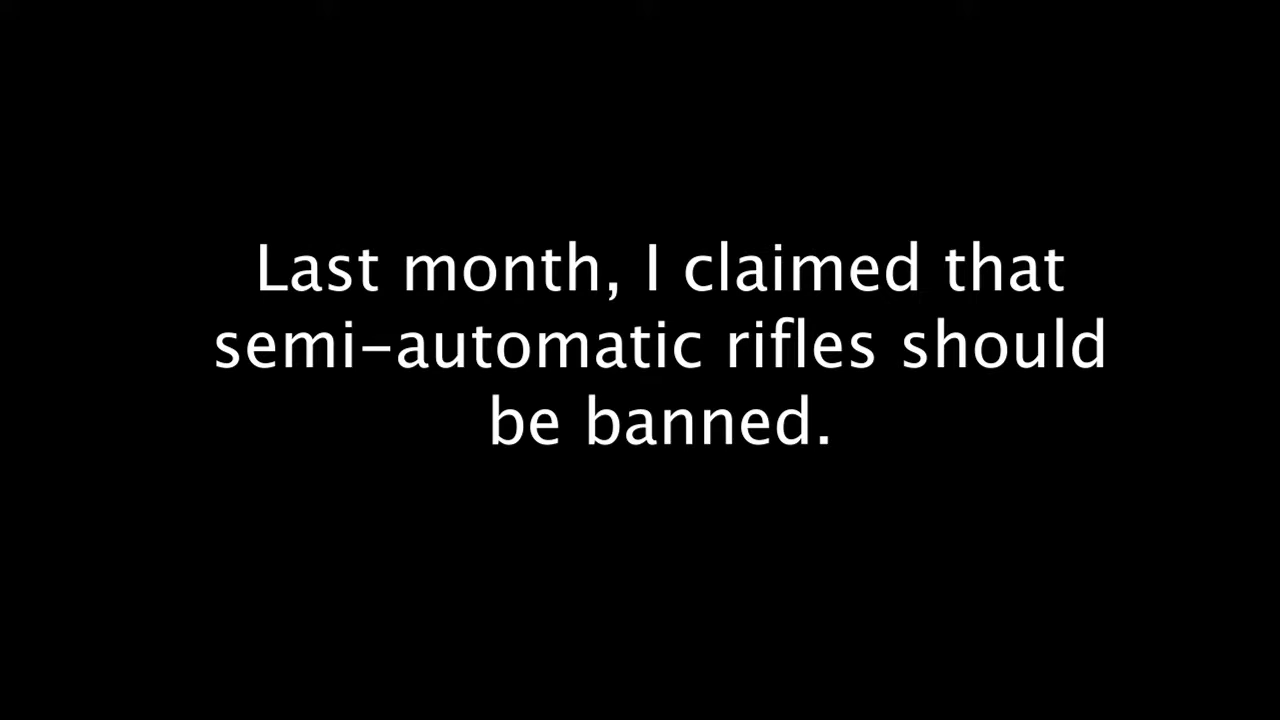 Last month, I claimed that
semi-automatic rifles should
be banned.